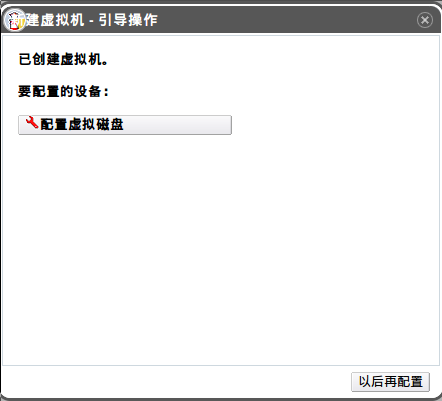 新建虚拟机 - 引导操作
已创建虚拟机。
要配置的设备：
配置虚拟磁盘
以后再配置